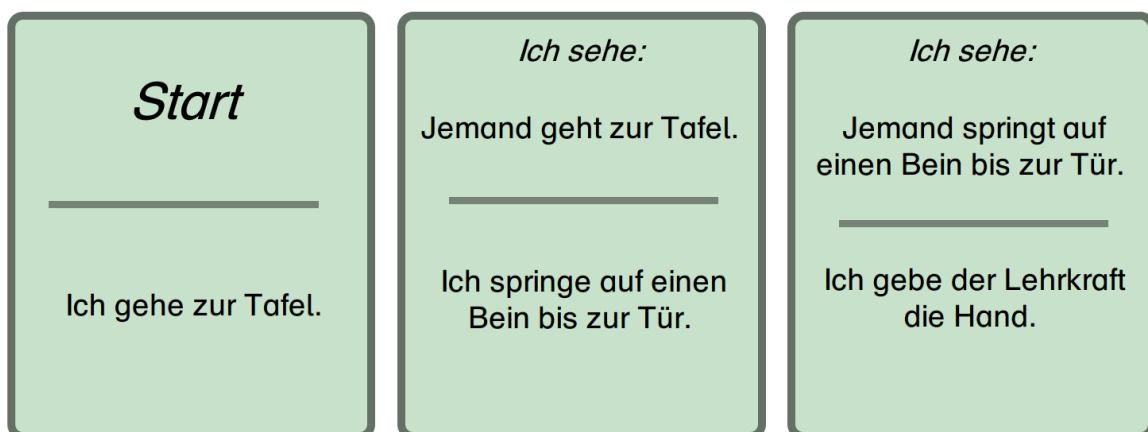 Start
Ich gehe zur Tafel.
Ich sehe:
Jemand geht zur Tafel.
Ich springe auf einen
Bein bis zur Tür.
Ich sehe:
Jemand springt auf
einen Bein bis zur Tür.
Ich gebe der Lehrkraft
die Hand.